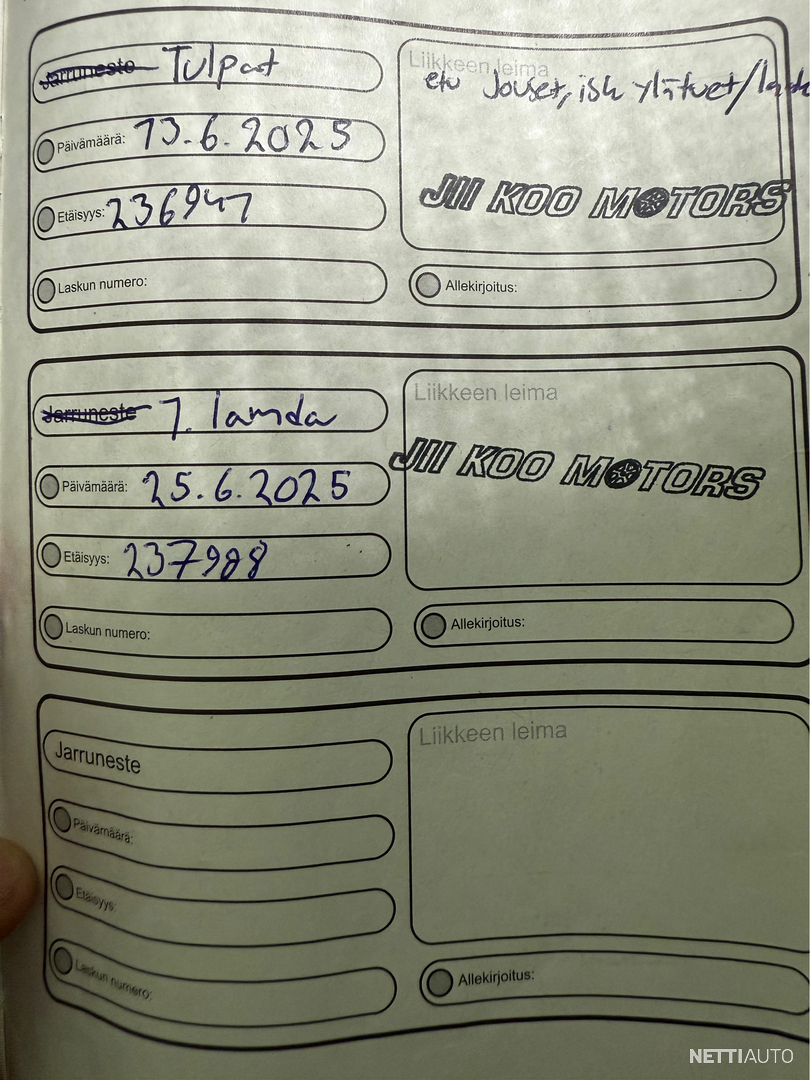 Jarruneste Tulpat
Liikkeen leima
etu Jouset, isk ylätuet/
Päivämäärä: 13.6.2025
Etäisyys: 236947
JII KOO MOTORS
Laskun numero:
Allekirjoitus:
Jarruneste 1. lamda
Liikkeen leima
JII KOO MOTORS
Päivämäärä: 25.6.2025
Etäisyys: 237988
Laskun numero:
Allekirjoitus:
Jarruneste
Liikkeen leima
Päivämäärä:
Etäisyys:
Laskun numero:
Allekirjoitus:
NETTIAUTO